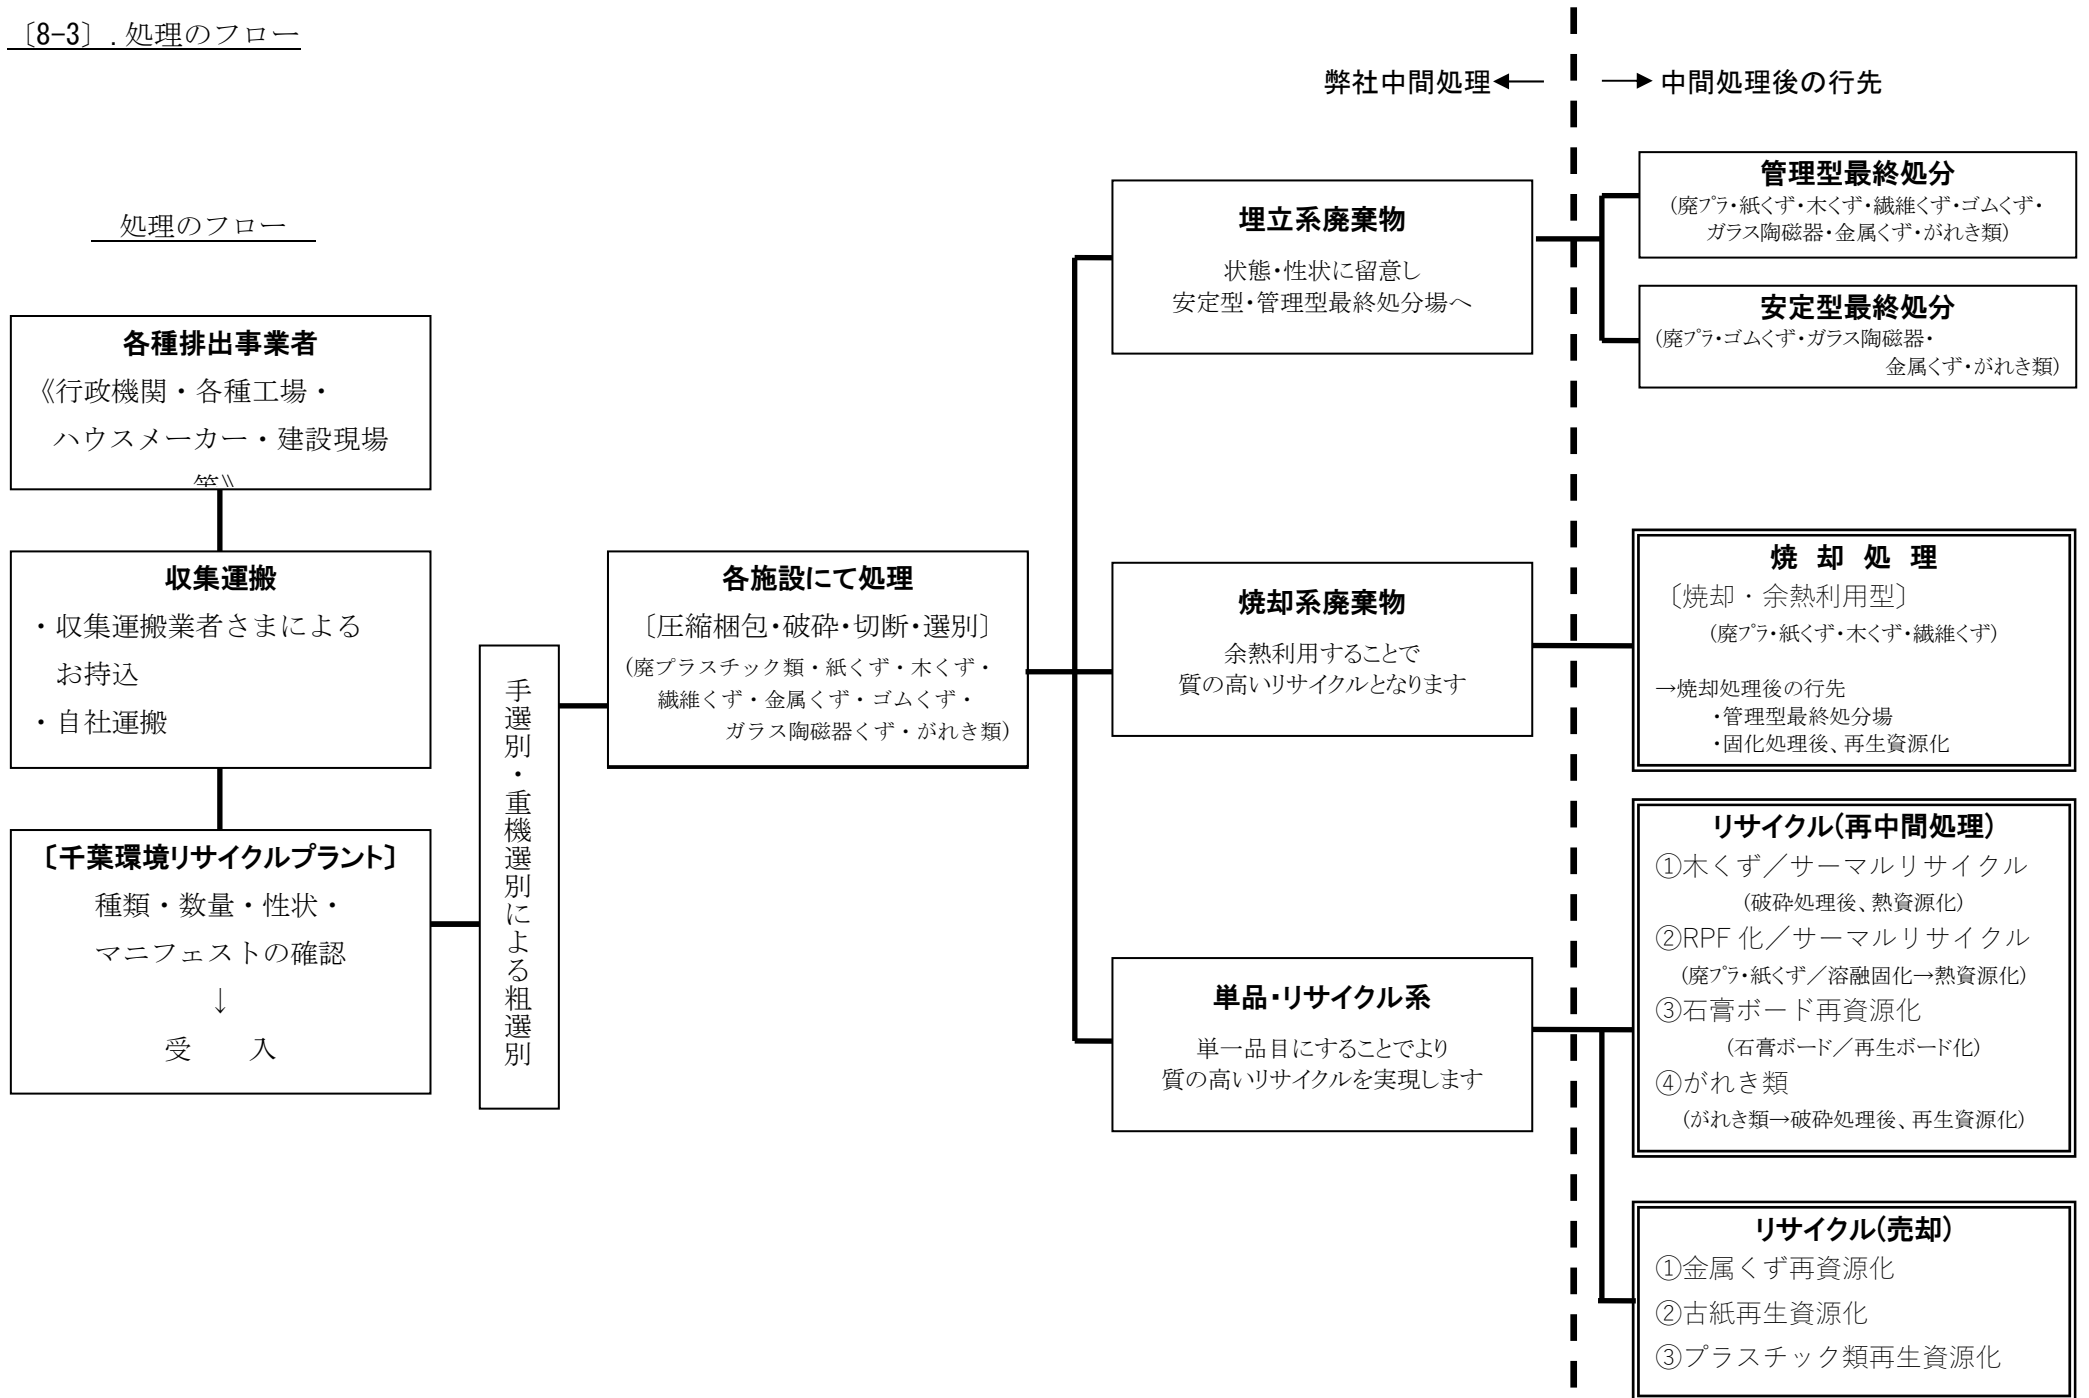 〔8-3〕. 処理のフロー
弊社中間処理
中間処理後の行先
処理のフロー
各種排出事業者
《行政機関・各種工場・
ハウスメーカー・建設現場
等》
収集運搬
・収集運搬業者さまによる
お持込
・自社運搬
〔千葉環境リサイクルプラント〕
種類・数量・性状・
マニフェストの確認
↓
受　入
手選別・重機選別による粗選別
各施設にて処理
〔圧縮梱包・破砕・切断・選別〕
(廃プラスチック類・紙くず・木くず・
繊維くず・金属くず・ゴムくず・
ガラス陶磁器くず・がれき類)
埋立系廃棄物
状態・性状に留意し
安定型・管理型最終処分場へ
焼却系廃棄物
余熱利用することで
質の高いリサイクルとなります
単品・リサイクル系
単一品目にすることでより
質の高いリサイクルを実現します
管理型最終処分
(廃プラ・紙くず・木くず・繊維くず・ゴムくず・
ガラス陶磁器・金属くず・がれき類)
安定型最終処分
(廃プラ・ゴムくず・ガラス陶磁器・
金属くず・がれき類)
焼 却 処 理
〔焼却・余熱利用型〕
(廃プラ・紙くず・木くず・繊維くず)
→焼却処理後の行先
・管理型最終処分場
・固化処理後、再生資源化
リサイクル(再中間処理)
①木くず／サーマルリサイクル
(破砕処理後、熱資源化)
②RPF 化／サーマルリサイクル
(廃プラ・紙くず／溶融固化→熱資源化)
③石膏ボード再資源化
(石膏ボード／再生ボード化)
④がれき類
(がれき類→破砕処理後、再生資源化)
リサイクル(売却)
①金属くず再資源化
②古紙再生資源化
③プラスチック類再生資源化